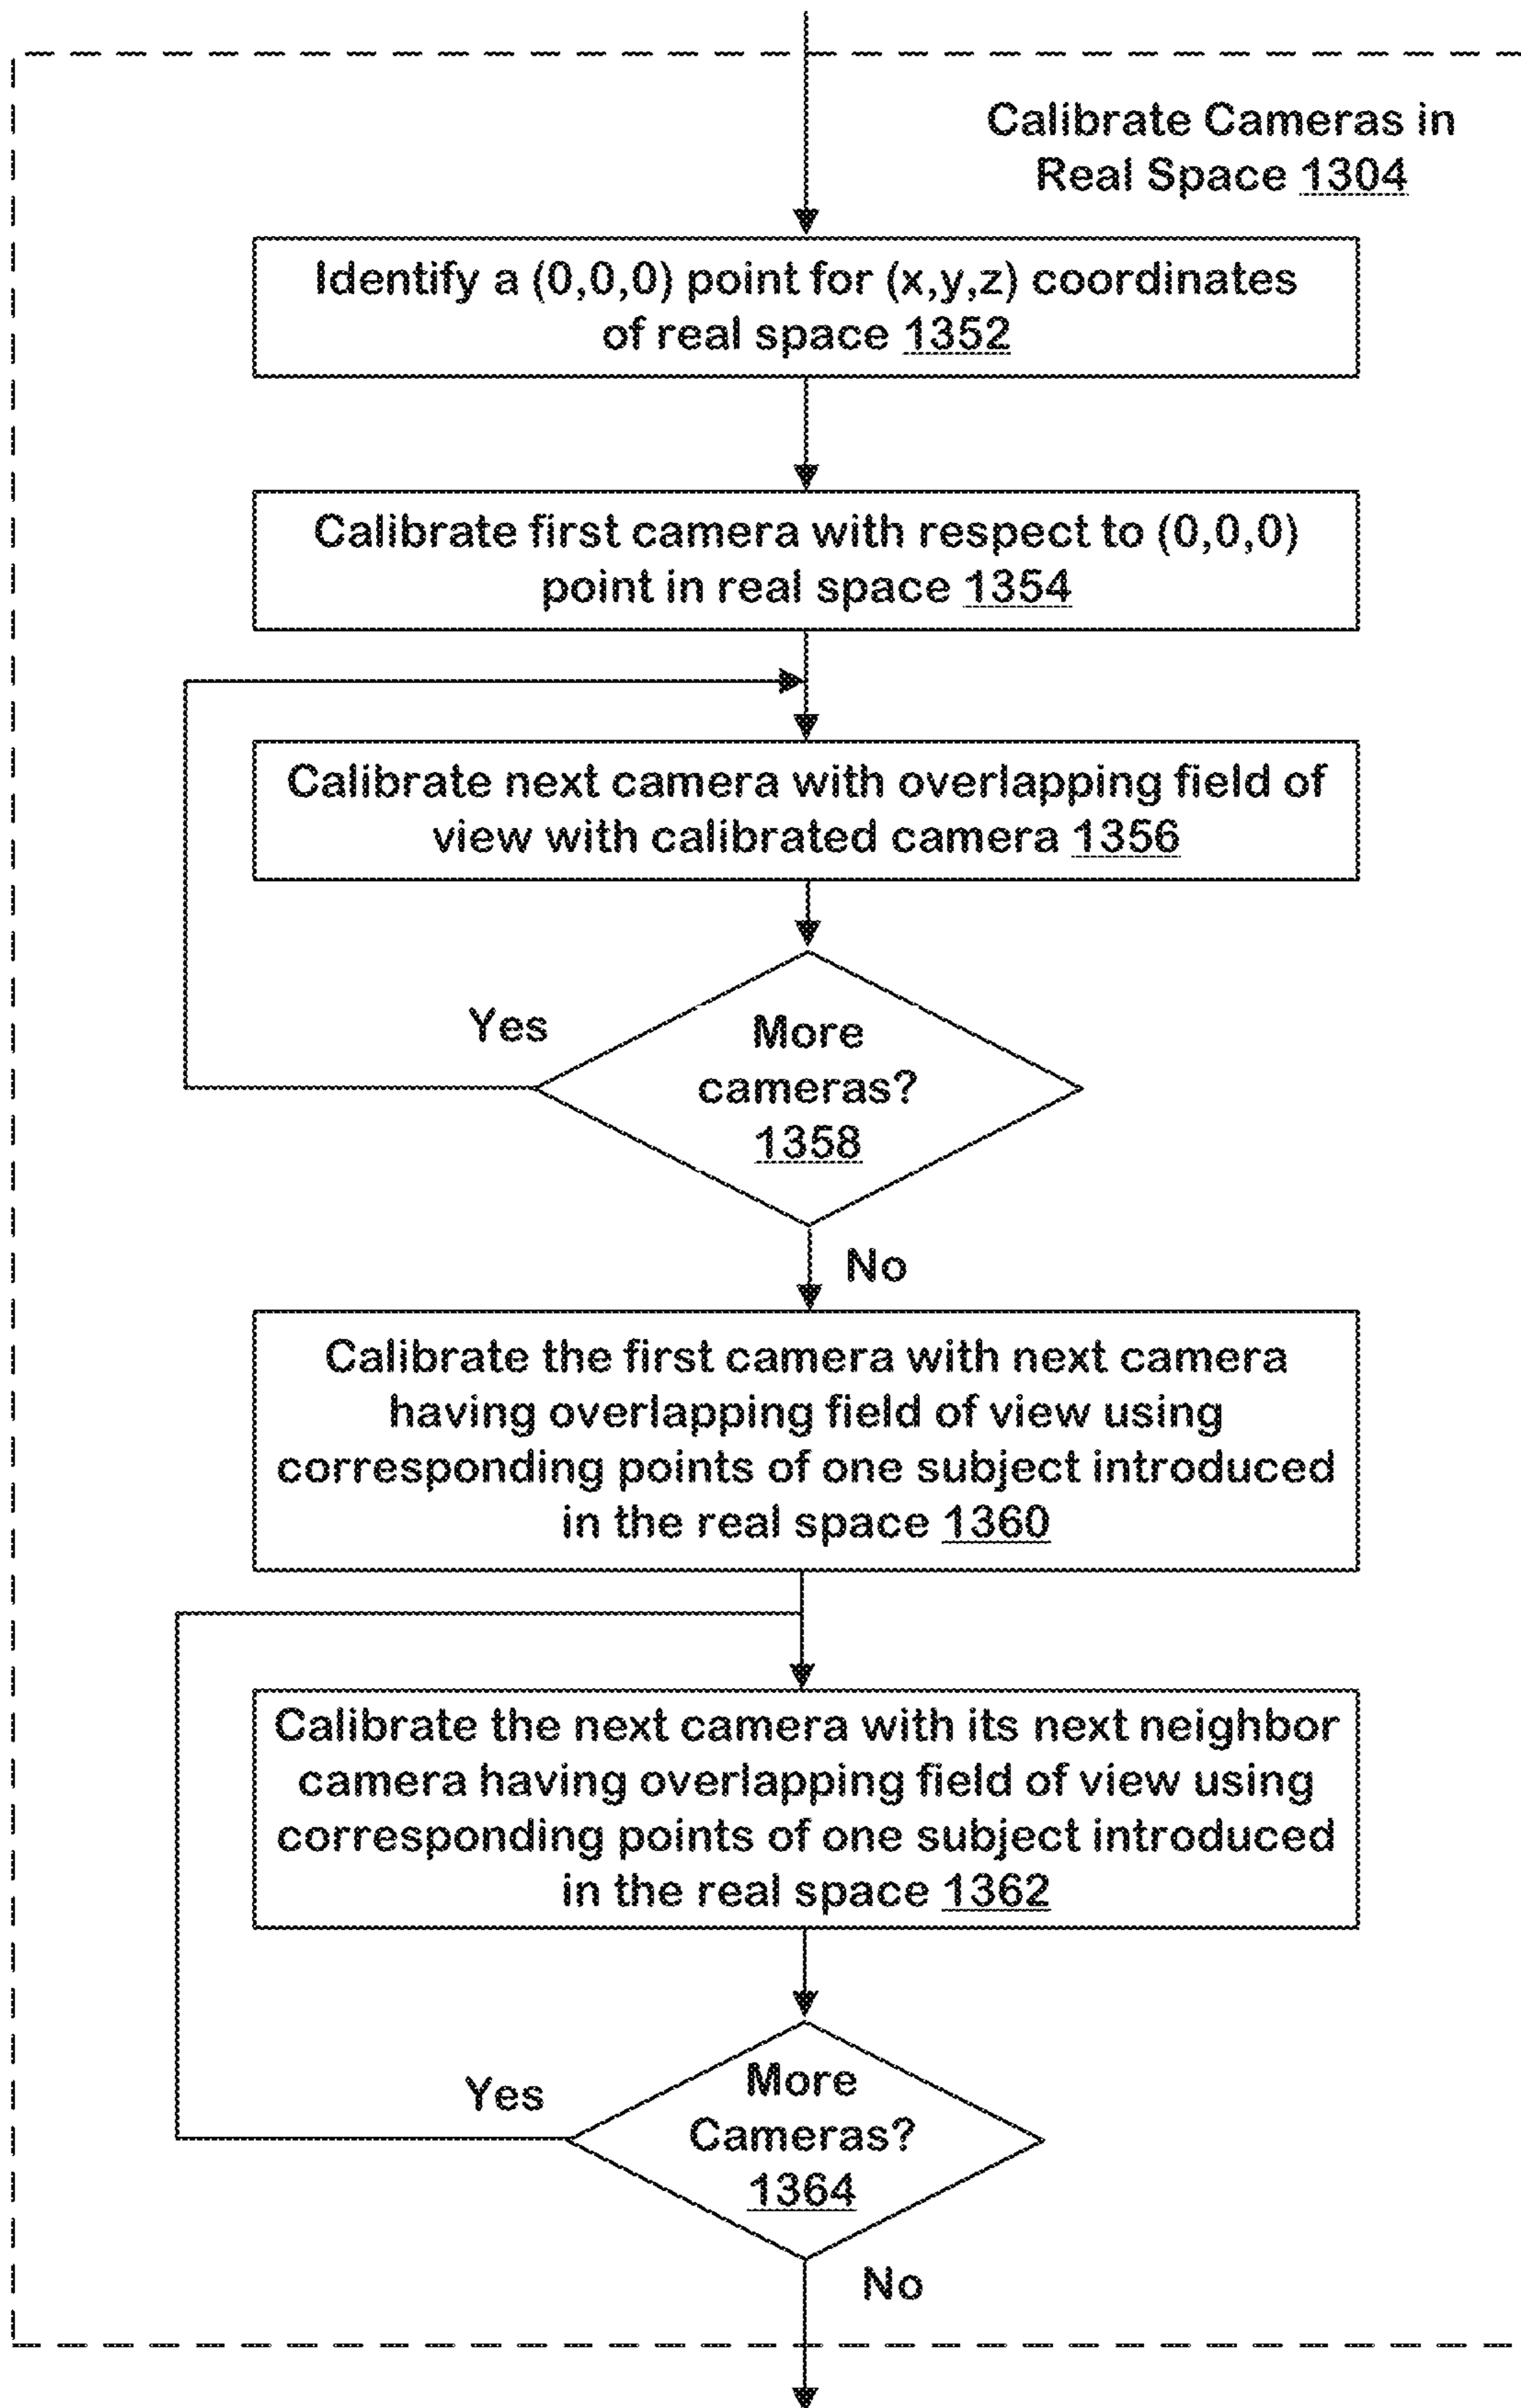 Calibrate Cameras in
Real Space 1304
Identify a (0,0,0) point for (x,y,z) coordinates
of real space 1352
Calibrate first camera with respect to (0,0,0)
point in real space 1354
Calibrate next camera with overlapping field of
view with calibrated camera 1356
Yes
More
cameras?
1358
No
Calibrate the first camera with next camera
having overlapping field of view using
corresponding points of one subject introduced
in the real space 1360
Calibrate the next camera with its next neighbor
camera having overlapping field of view using
corresponding points of one subject introduced
in the real space 1362
Yes
More
Cameras?
1364
No